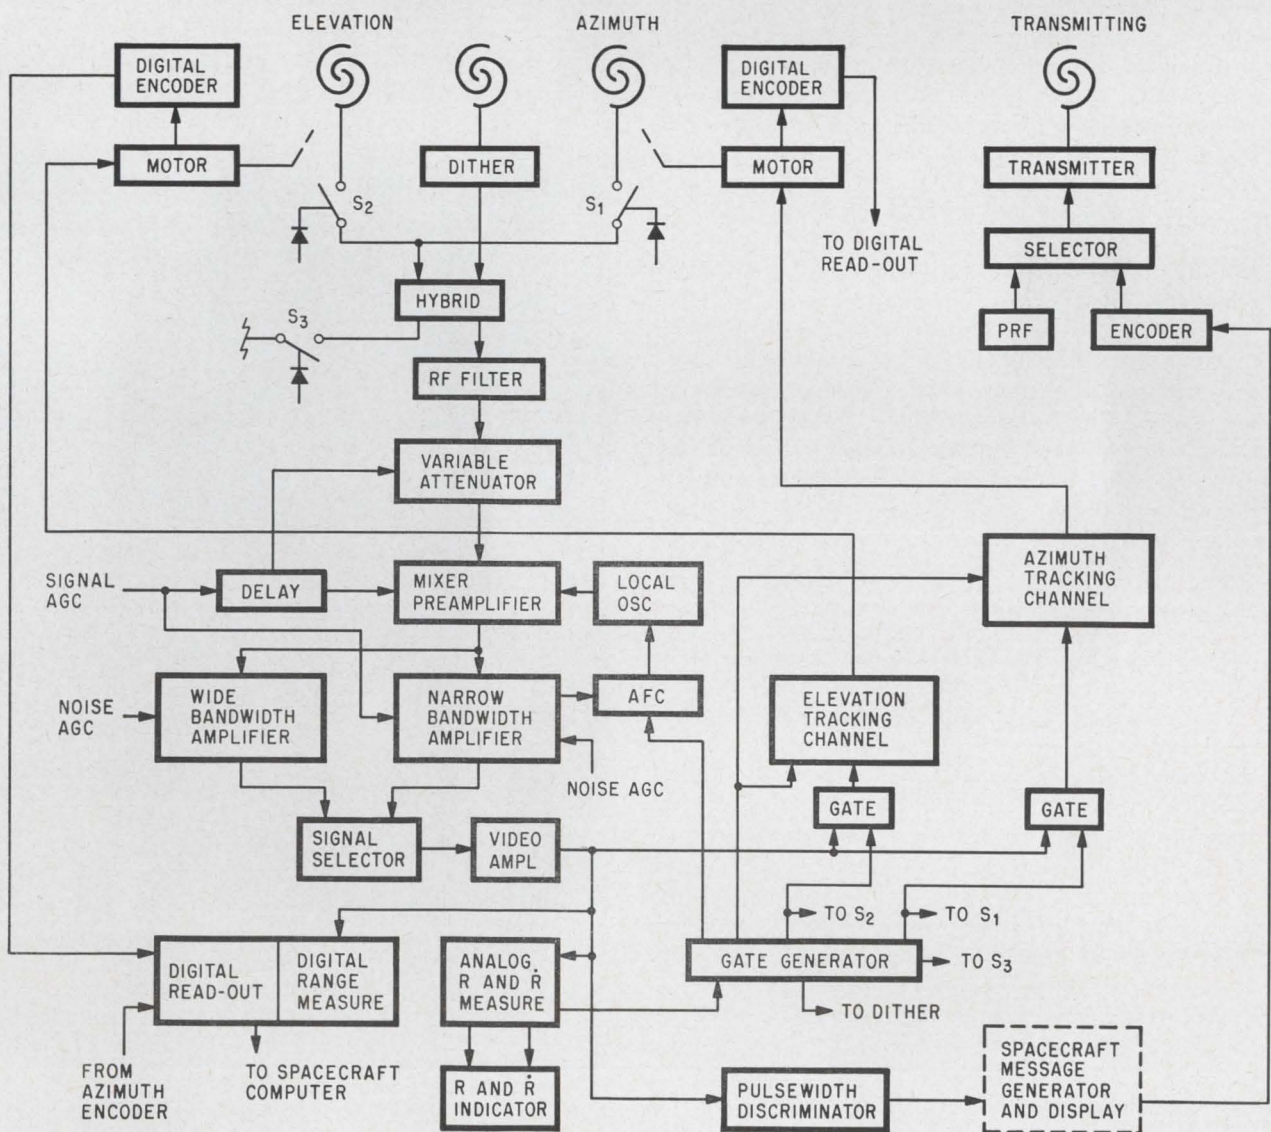 ELEVATION
AZIMUTH
TRANSMITTING
DIGITAL
ENCODER
DIGITAL
ENCODER
MOTOR
DITHER
MOTOR
TRANSMITTER
S2
S1
TO DIGITAL
READ-OUT
SELECTOR
HYBRID
S3
PRF
ENCODER
RF FILTER
VARIABLE
ATTENUATOR
SIGNAL
AGC
DELAY
MIXER
PREAMPLIFIER
LOCAL
OSC
AZIMUTH
TRACKING
CHANNEL
NOISE
AGC
WIDE
BANDWIDTH
AMPLIFIER
NARROW
BANDWIDTH
AMPLIFIER
AFC
ELEVATION
TRACKING
CHANNEL
NOISE AGC
GATE
GATE
SIGNAL
SELECTOR
VIDEO
AMPL
TO S2
TO S1
DIGITAL
READ-OUT
DIGITAL
RANGE
MEASURE
ANALOG
R AND Ṙ
MEASURE
GATE GENERATOR
TO S3
TO DITHER
FROM
AZIMUTH
ENCODER
TO SPACECRAFT
COMPUTER
R AND Ṙ
INDICATOR
PULSEWIDTH
DISCRIMINATOR
SPACECRAFT
MESSAGE
GENERATOR
AND DISPLAY